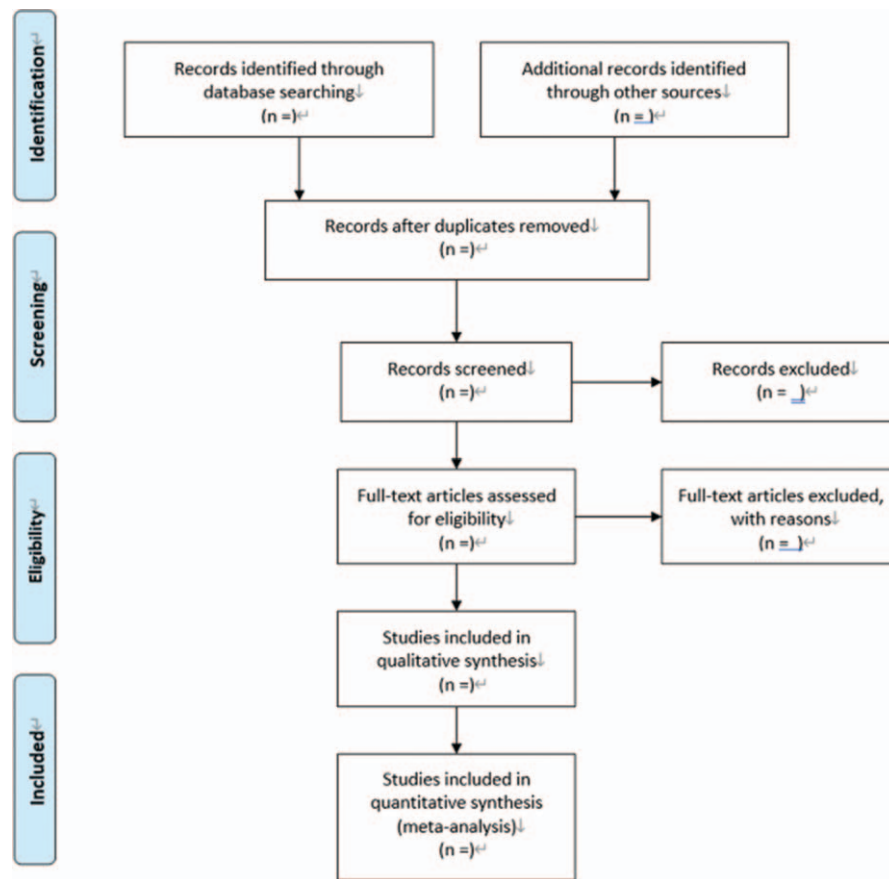 Identification↵
Records identified through
database searching↓
(n =)↵
Additional records identified
through other sources↓
(n = )↵
Records after duplicates removed↓
(n =)↵
Screening↵
Records screened↓
(n =)↵
Records excluded↓
(n = )↵
Eligibility↵
Full-text articles assessed
for eligibility↓
(n =)↵
Full-text articles excluded,
with reasons↓
(n = )↵
Studies included in
qualitative synthesis↓
(n =)↵
Included↵
Studies included in
quantitative synthesis
(meta-analysis)↓
(n =)↵